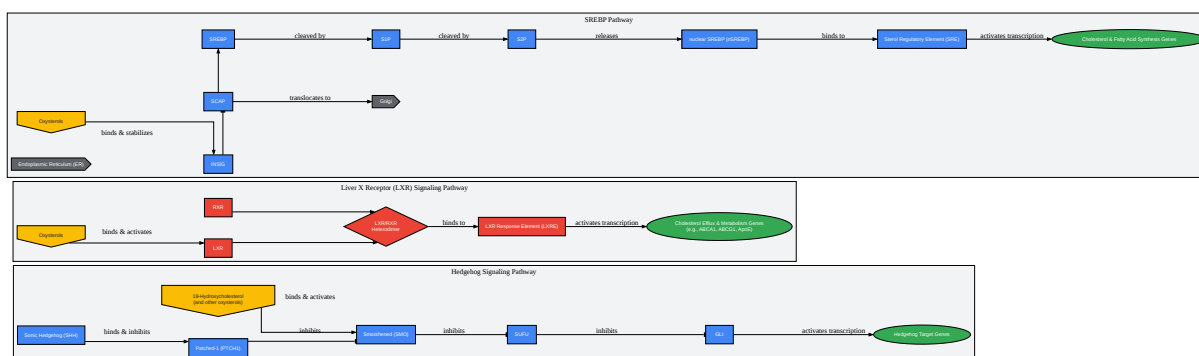 SREBP Pathway
SREBP
cleaved by
S1P
cleaved by
S2P
releases
nuclear SREBP (nSREBP)
binds to
Sterol Regulatory Element (SRE)
activates transcription
Cholesterol & Fatty Acid Synthesis Genes
SCAP
translocates to
Golgi
Oxysterols
binds & stabilizes
Endoplasmic Reticulum (ER)
INSIG
Liver X Receptor (LXR) Signaling Pathway
RXR
LXR/RXR
Heterodimer
binds to
LXR Response Element (LXRE)
activates transcription
Cholesterol Efflux & Metabolism Genes
(e.g., ABCA1, ABCG1, ApoE)
Oxysterols
binds & activates
LXR
Hedgehog Signaling Pathway
(and other oxysterols)
binds & activates
Sonic Hedgehog (SHH)
binds & inhibits
Patched-1 (PTCH1)
inhibits
Smoothened (SMO)
inhibits
SUFU
inhibits
GLI
activates transcription
Hedgehog Target Genes